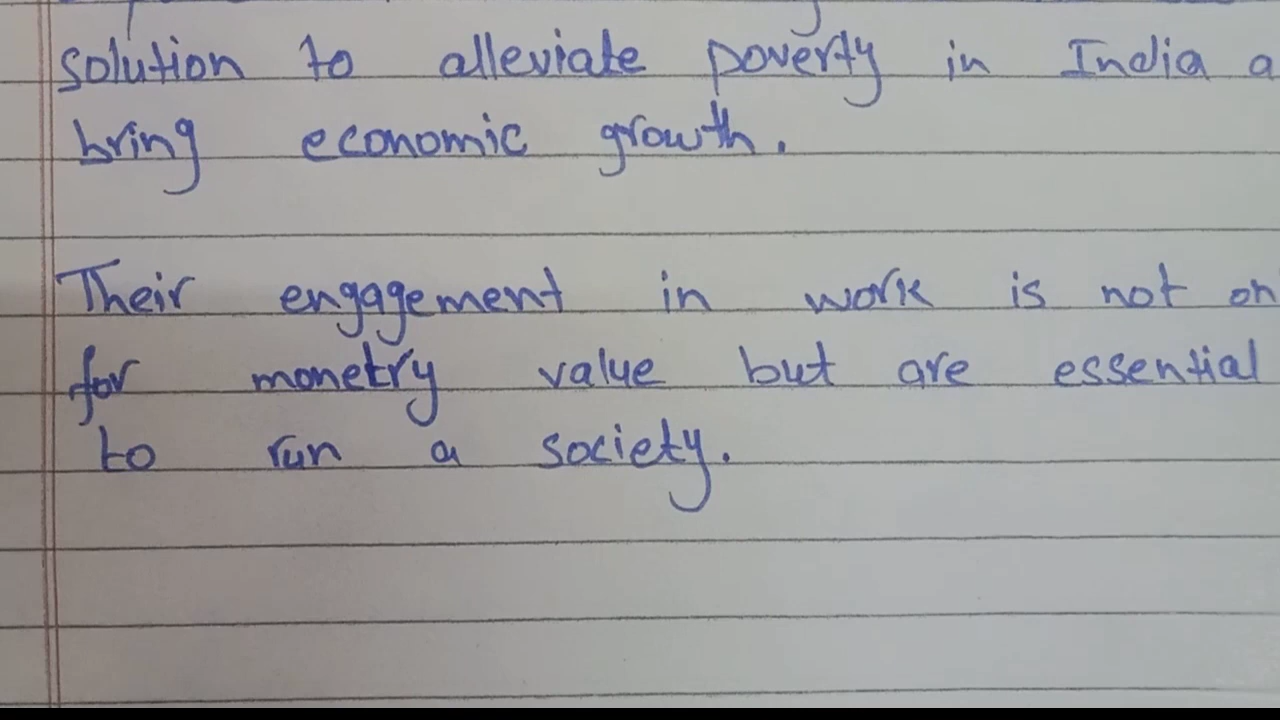 solution to alleviate poverty in India a
bring economic growth.
Their engagement in work is not on
for monetry value but are essential
to run a society.